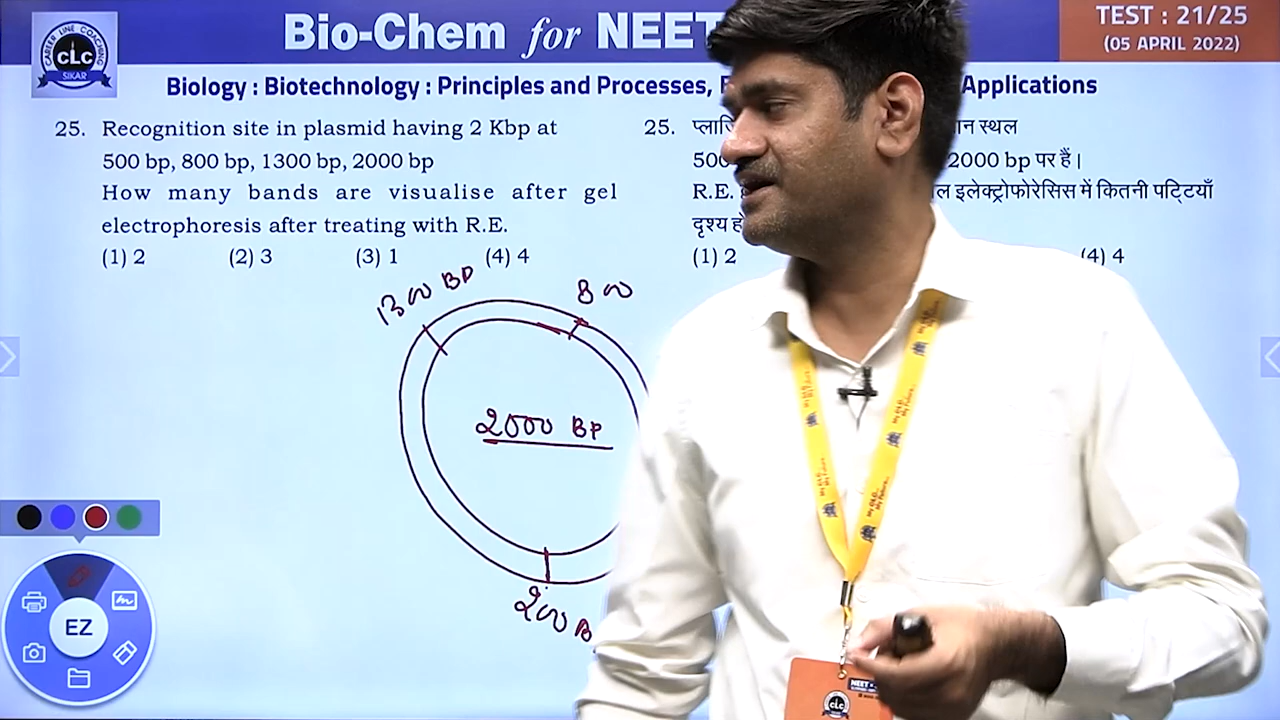 Bio-Chem for NEET
TEST : 21/25
(05 APRIL 2022)
CAREER LINE COACHING
CLC
SIKAR
Biology : Biotechnology : Principles and Processes, Applications
25. Recognition site in plasmid having 2 Kbp at
500 bp, 800 bp, 1300 bp, 2000 bp
How many bands are visualise after gel
electrophoresis after treating with R.E.
(1) 2 (2) 3 (3) 1 (4) 4
25. स्थल
2000 bp पर हैं।
R.E. इलेक्ट्रोफोरेसिस में कितनी पट्टियाँ
दृश्य
(1) 2 (4) 4
1300 BP
800
2000 BP
EZ
NEET
CLC